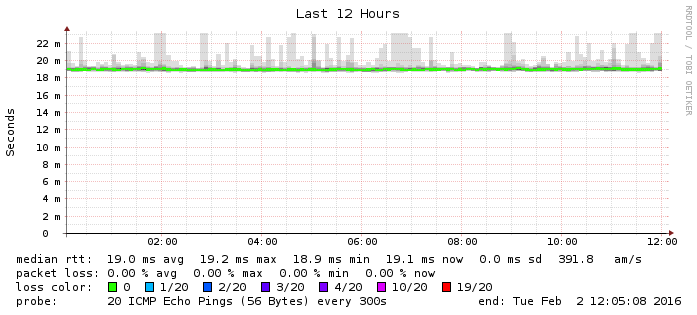 Last 12 Hours
RRDTOOL / TOBI OETIKER
Seconds
22 m
20 m
18 m
16 m
14 m
12 m
10 m
8 m
6 m
4 m
2 m
0
02:00 04:00 06:00 08:00 10:00 12:00
median rtt: 19.0 ms avg 19.2 ms max 18.9 ms min 19.1 ms now 0.0 ms sd 391.8 am/s
packet loss: 0.00 % avg 0.00 % max 0.00 % min 0.00 % now
loss color: 0 1/20 2/20 3/20 4/20 10/20 19/20
probe: 20 ICMP Echo Pings (56 Bytes) every 300s end: Tue Feb 2 12:05:08 2016